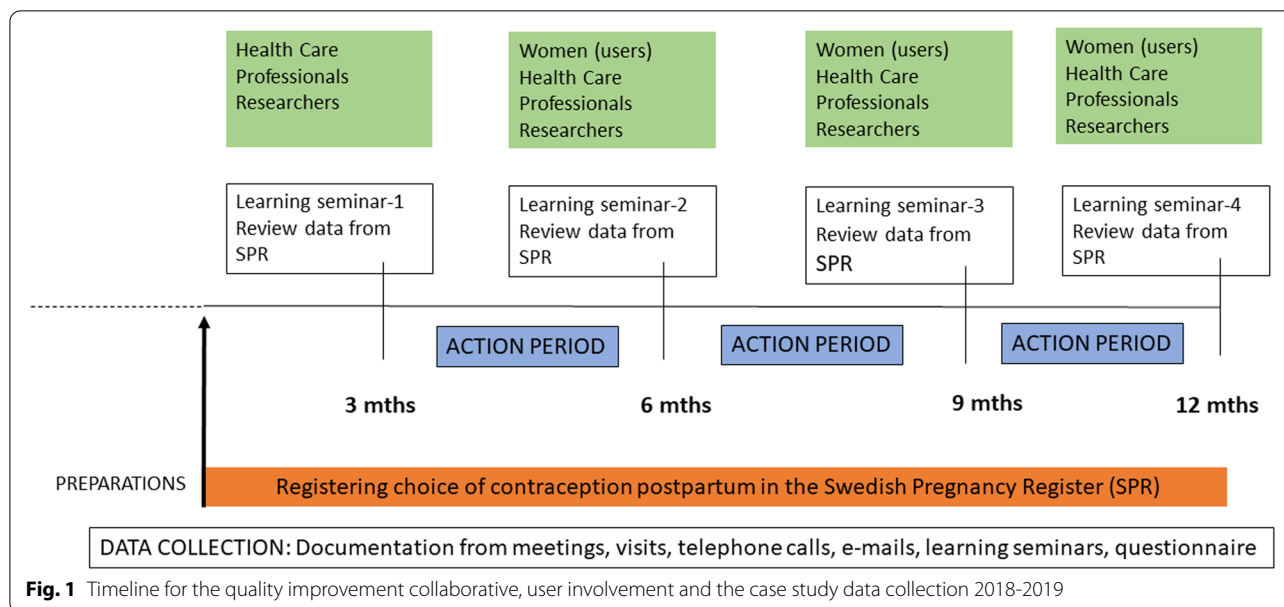 Health Care
Professionals
Researchers
Women (users)
Health Care
Professionals
Researchers
Women (users)
Health Care
Professionals
Researchers
Women (users)
Health Care
Professionals
Researchers
Learning seminar-1
Review data from
SPR
Learning seminar-2
Review data from
SPR
Learning seminar-3
Review data from
SPR
Learning seminar-4
Review data from
SPR
ACTION PERIOD
ACTION PERIOD
ACTION PERIOD
3 mths
6 mths
9 mths
12 mths
PREPARATIONS
Registering choice of contraception postpartum in the Swedish Pregnancy Register (SPR)
DATA COLLECTION: Documentation from meetings, visits, telephone calls, e-mails, learning seminars, questionnaire
Fig. 1 Timeline for the quality improvement collaborative, user involvement and the case study data collection 2018-2019